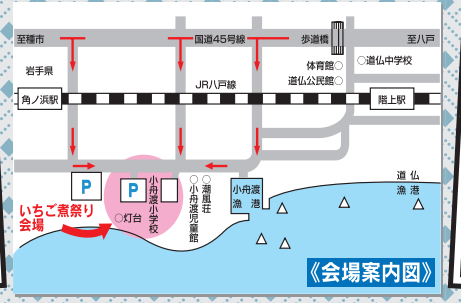 至種市
国道45号線
歩道橋
至八戸
岩手県
体育館○
○道仏中学校
道仏公民館○
JR八戸線
角ノ浜駅
階上駅
P
P
小舟渡小学校
○灯台
○潮風荘
○小舟渡児童館
小舟渡漁港
道仏漁港
いちご煮祭り
会場
《会場案内図》